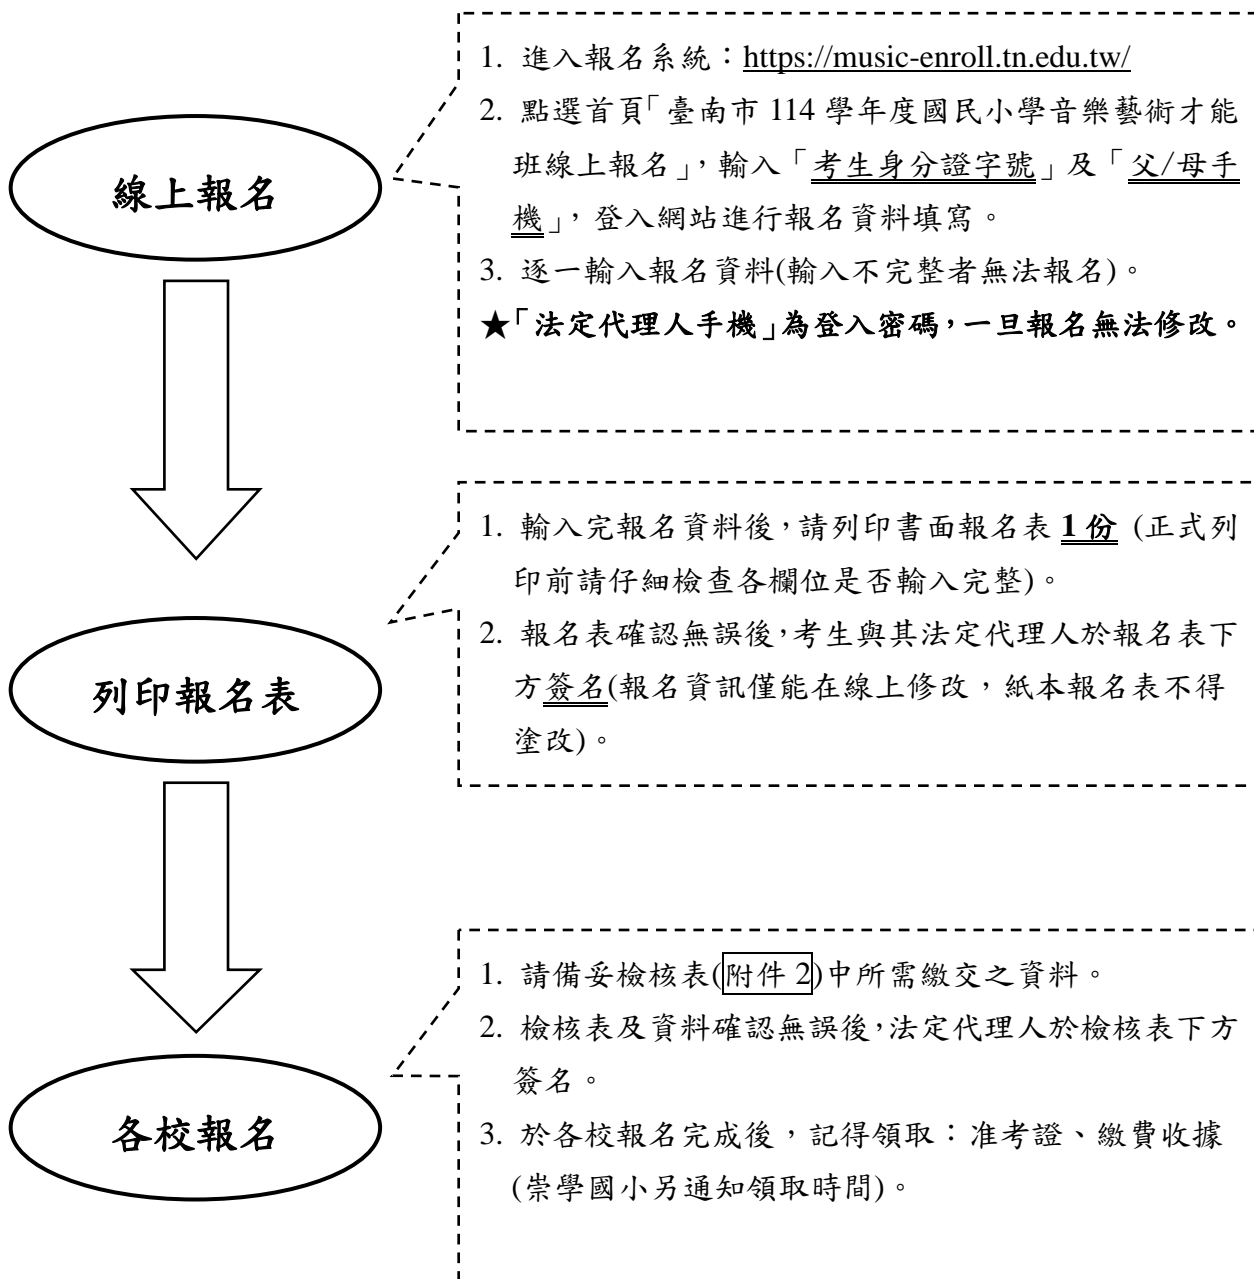 線上報名
1. 進入報名系統：https://music-enroll.tn.edu.tw/
2. 點選首頁「臺南市 114 學年度國民小學音樂藝術才能
班線上報名」，輸入「考生身分證字號」及「父/母手
機」，登入網站進行報名資料填寫。
3. 逐一輸入報名資料(輸入不完整者無法報名)。
★「法定代理人手機」為登入密碼，一旦報名無法修改。
列印報名表
1. 輸入完報名資料後，請列印書面報名表 1 份 (正式列
印前請仔細檢查各欄位是否輸入完整)。
2. 報名表確認無誤後，考生與其法定代理人於報名表下
方簽名(報名資訊僅能在線上修改，紙本報名表不得
塗改)。
各校報名
1. 請備妥檢核表(附件 2)中所需繳交之資料。
2. 檢核表及資料確認無誤後，法定代理人於檢核表下方
簽名。
3. 於各校報名完成後，記得領取：准考證、繳費收據
(崇學國小另通知領取時間)。